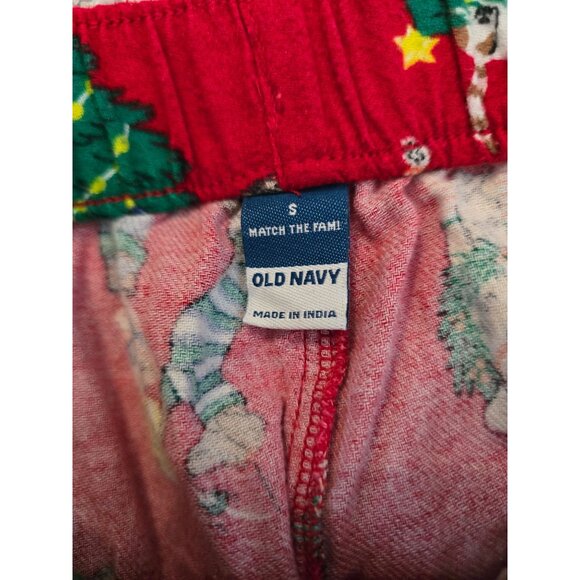 S
MATCH THE FAM!
OLD NAVY
MADE IN INDIA